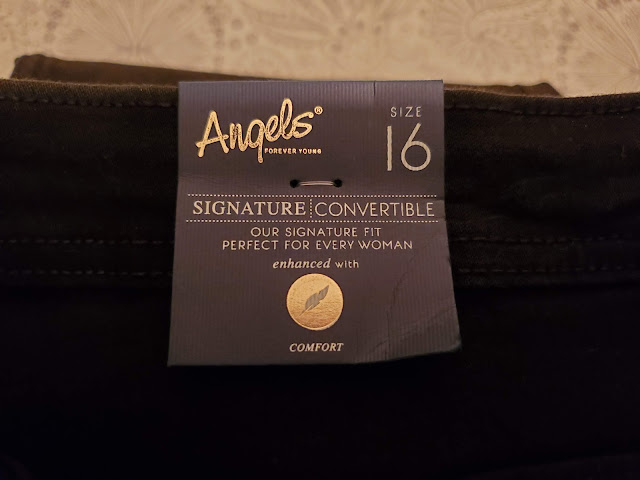 Angels®
FOREVER YOUNG
SIZE
16
SIGNATURE CONVERTIBLE
OUR SIGNATURE FIT
PERFECT FOR EVERY WOMAN
enhanced with
COMFORT